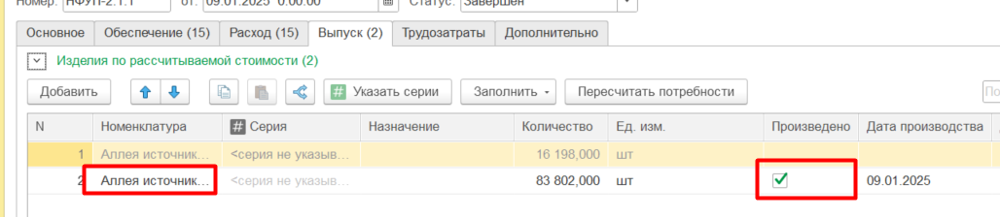 Номер: НФУП-2.1.1 от: 09.01.2025 0:00:00 Статус: Завершен
Основное Обеспечение (15) Расход (15) Выпуск (2) Трудозатраты Дополнительно
Изделия по рассчитываемой стоимости (2)
Добавить Указать серии Заполнить Пересчитать потребности По
N Номенклатура Серия Назначение Количество Ед. изм. Произведено Дата производства
1 Аллея источник... <серия не указыв... 16 198,000 шт
2 Аллея источник... <серия не указыв... 83 802,000 шт 09.01.2025